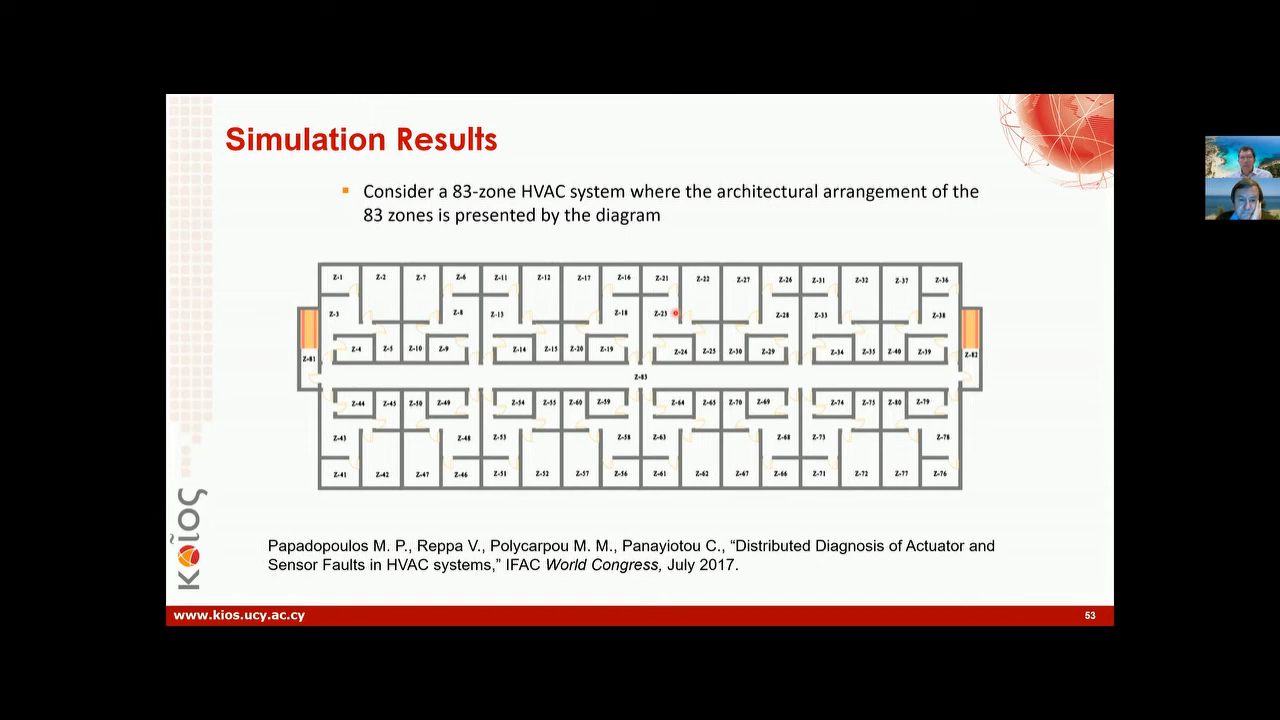 Simulation Results
Consider a 83-zone HVAC system where the architectural arrangement of the
83 zones is presented by the diagram
Z-1 Z-2 Z-7 Z-6 Z-11 Z-12 Z-17 Z-16 Z-21 Z-22 Z-27 Z-26 Z-31 Z-32 Z-37 Z-36
Z-3 Z-8 Z-13 Z-18 Z-23 Z-28 Z-33 Z-38
Z-4 Z-5 Z-10 Z-9 Z-14 Z-15 Z-20 Z-19 Z-24 Z-25 Z-30 Z-29 Z-34 Z-35 Z-40 Z-39
Z-81 Z-82
Z-83
Z-44 Z-45 Z-50 Z-49 Z-54 Z-55 Z-60 Z-59 Z-64 Z-65 Z-70 Z-69 Z-74 Z-75 Z-80 Z-79
Z-43 Z-48 Z-53 Z-58 Z-63 Z-68 Z-73 Z-78
Z-41 Z-42 Z-47 Z-46 Z-51 Z-52 Z-57 Z-56 Z-61 Z-62 Z-67 Z-66 Z-71 Z-72 Z-77 Z-76
κοῖος
Papadopoulos M. P., Reppa V., Polycarpou M. M., Panayiotou C., “Distributed Diagnosis of Actuator and
Sensor Faults in HVAC systems,” IFAC World Congress, July 2017.
www.kios.ucy.ac.cy
53